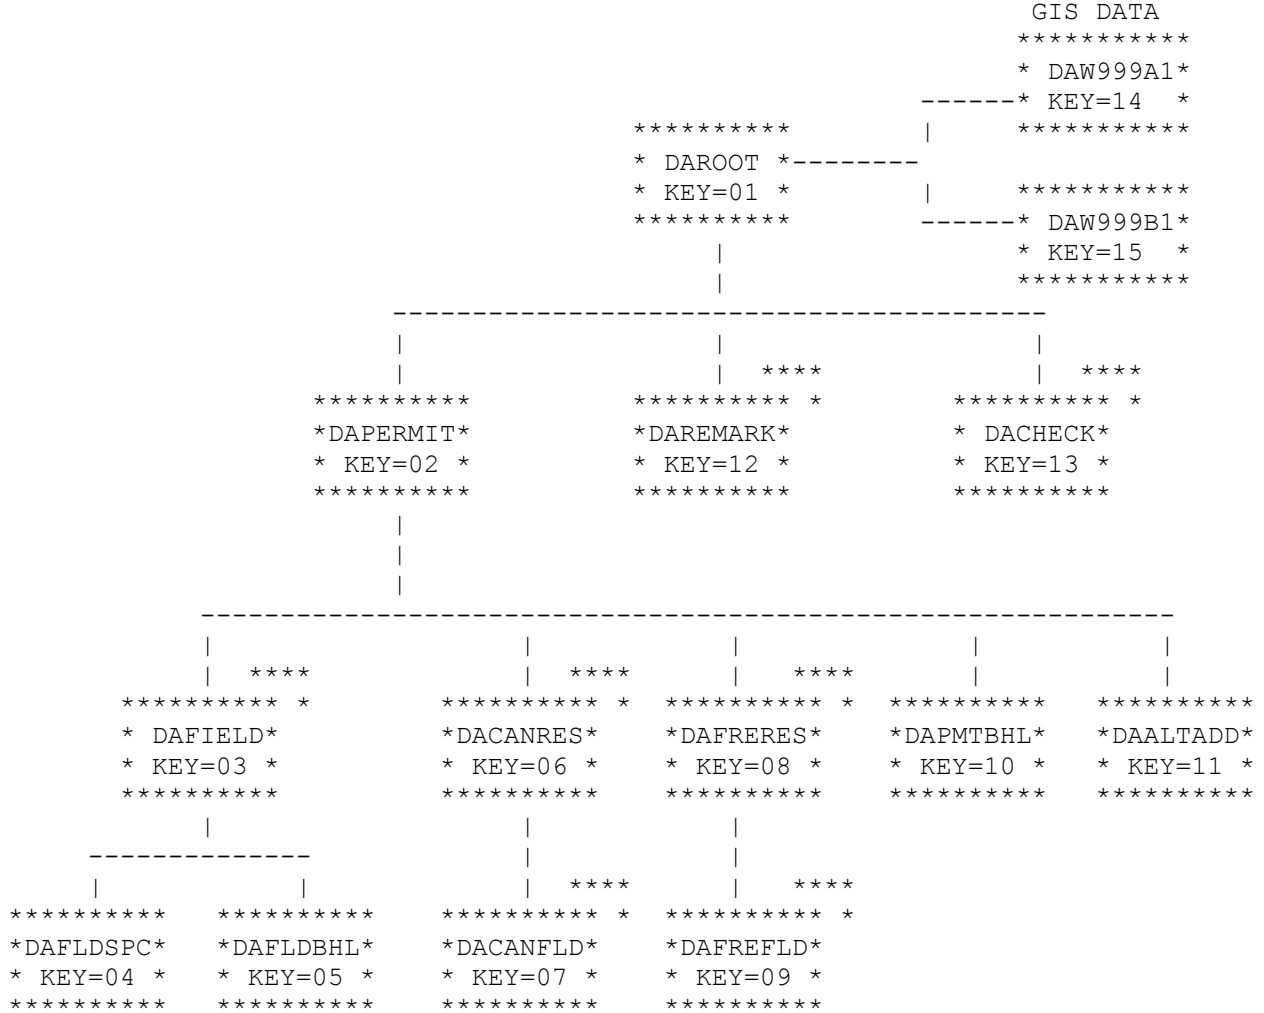 GIS DATA
                                                               ***********
                                                               * DAW999A1*
                                                         ------* KEY=14  *
                                       **********        |     ***********
                                       * DAROOT *--------
                                       * KEY=01 *        |     ***********
                                       **********        ------* DAW999B1*
                                            |                  * KEY=15  *
                                            |                  ***********
                        -----------------------------------------
                        |                   |                   |
                        |                   |  ****             |  ****
                   **********          ********** *        ********** *
                   *DAPERMIT*          *DAREMARK*          * DACHECK*
                   * KEY=02 *          * KEY=12 *          * KEY=13 *
                   **********          **********          **********
                        |
                        |
                        |
            -------------------------------------------------------------
            |                   |            |              |           |
            |  ****             |  ****      |   ****       |           |
       ********** *        ********** *  ********** *  **********   **********
       * DAFIELD*          *DACANRES*    *DAFRERES*    *DAPMTBHL*   *DAALTADD*
       * KEY=03 *          * KEY=06 *    * KEY=08 *    * KEY=10 *   * KEY=11 *
       **********          **********    **********    **********   **********
            |                   |            |
     --------------             |            |
     |            |             |  ****      |   ****
**********   **********    ********** *  ********** *
*DAFLDSPC*   *DAFLDBHL*    *DACANFLD*    *DAFREFLD*
* KEY=04 *   * KEY=05 *    * KEY=07 *    * KEY=09 *
**********   **********    **********    **********